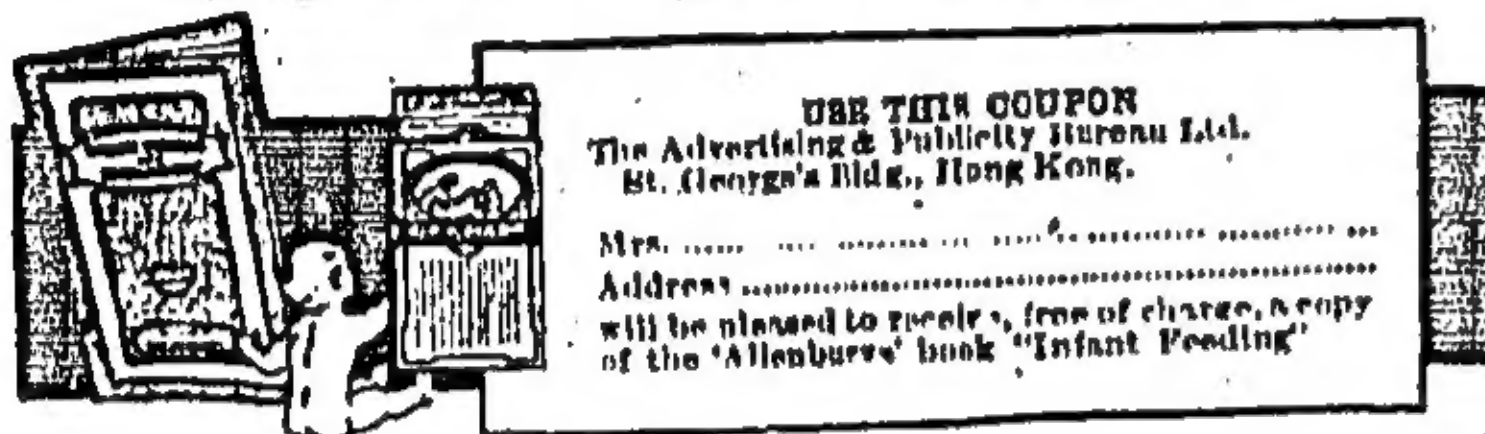 USE THIS COUPON
The Advertising & Publicity Bureau Ltd.
St. George's Bldg., Hong Kong.
Mrs. ...... .... ......... ... ..... .. ........... ........... ...
Address ............................................................
will be pleased to receive, free of charge, a copy
of the 'Allenburys' book "Infant Feeding"